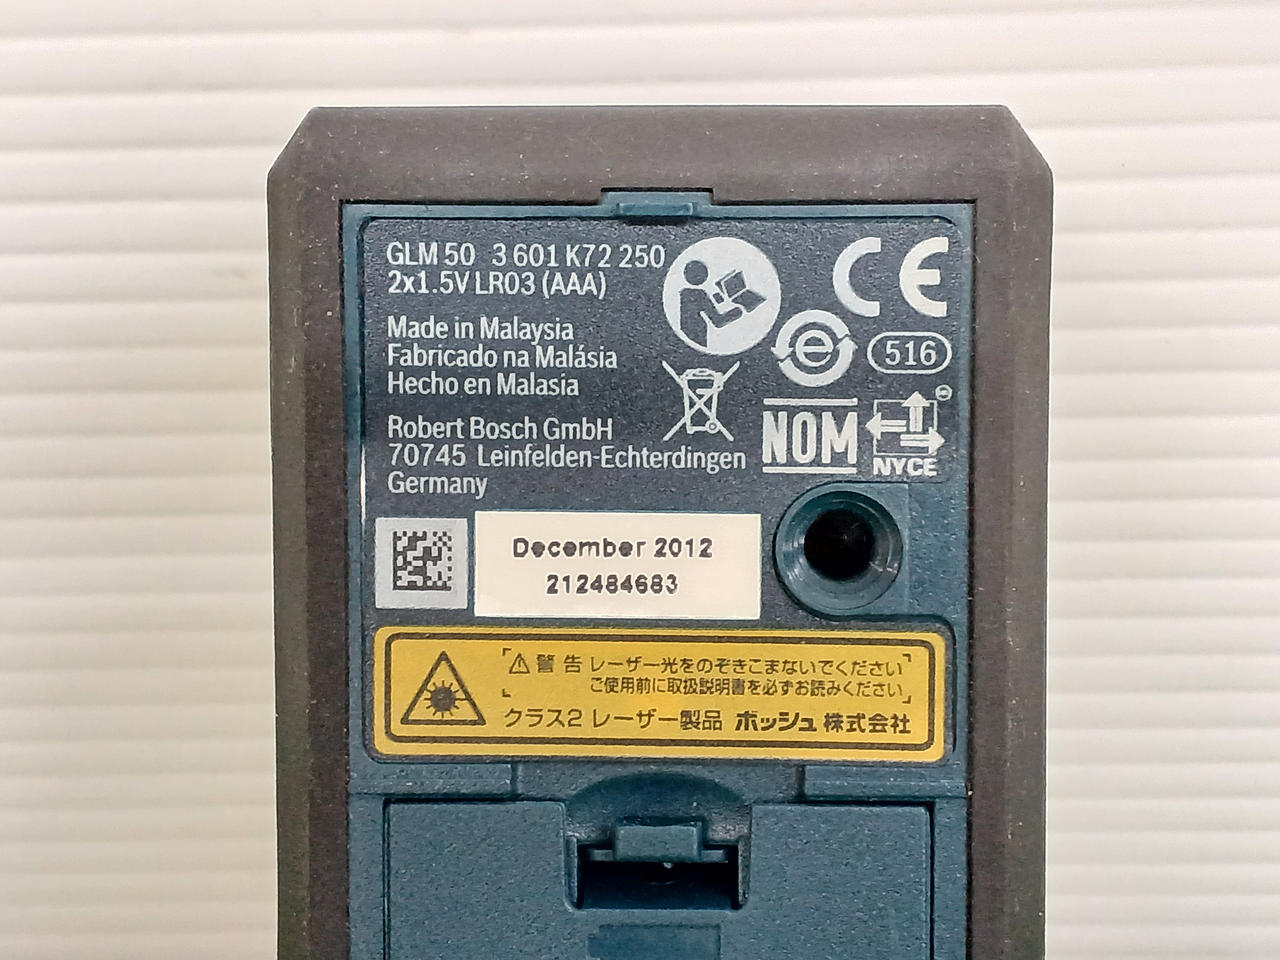 GLM 50 3 601 K72 250
2x1.5V LR03 (AAA)
Made in Malaysia
Fabricado na Malásia
Hecho en Malasia
Robert Bosch GmbH
70745 Leinfelden-Echterdingen
Germany
CE
e
516
NOM
NYCE
December 2012
212484683
警告 レーザー光をのぞきこまないでください
ご使用前に取扱説明書を必ずお読みください
クラス2 レーザー製品 ボッシュ株式会社